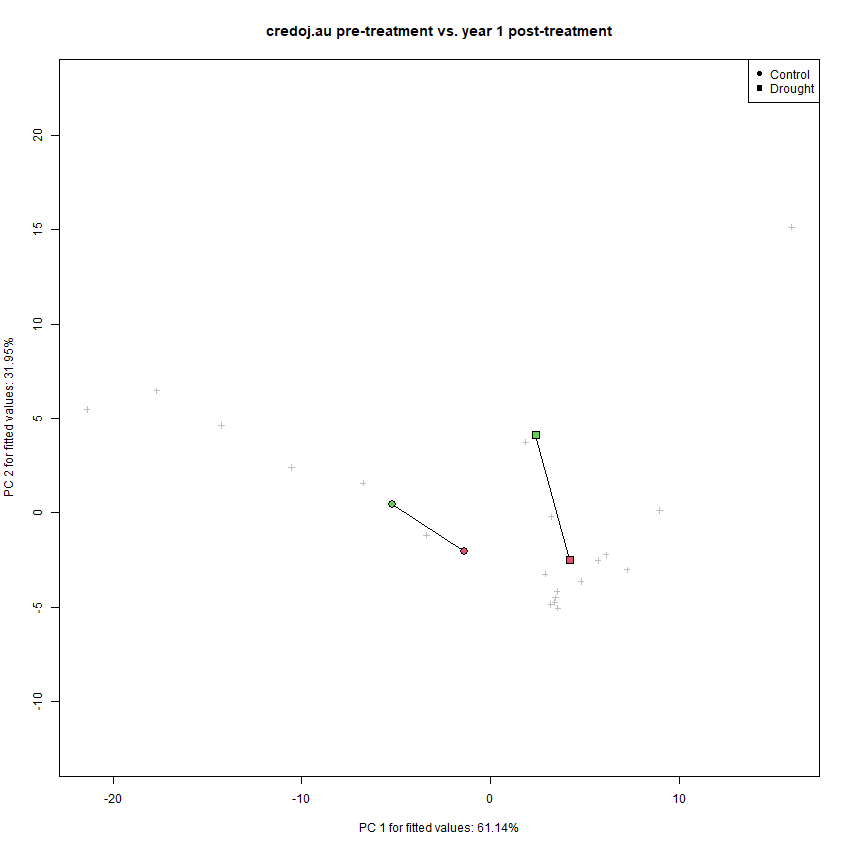 credoj.au pre-treatment vs. year 1 post-treatment
Control
Drought
20
15
10
5
0
-5
-10
PC 2 for fitted values: 31.95%
-20
-10
0
10
PC 1 for fitted values: 61.14%